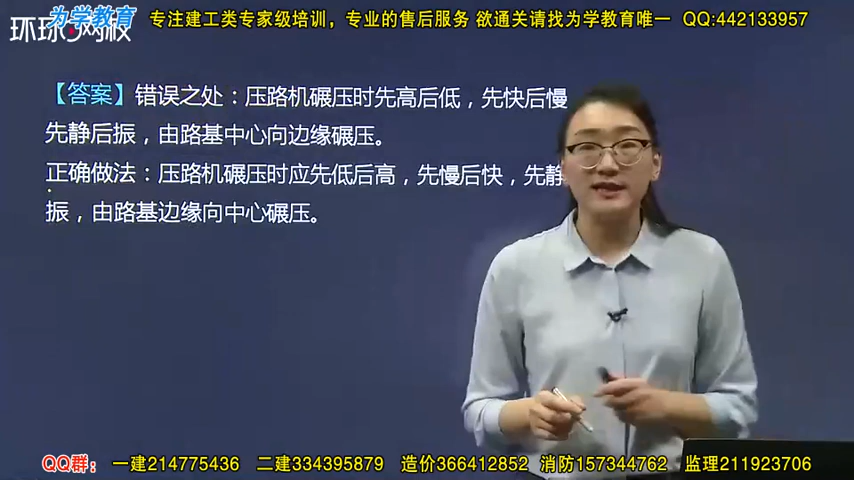 专注建工类专家级培训，专业的售后服务 欲通关请找为学教育唯一 QQ:442133957
为学教育
环球网校
【答案】错误之处：压路机碾压时先高后低，先快后慢
先静后振，由路基中心向边缘碾压。
正确做法：压路机碾压时应先低后高，先慢后快，先静
振，由路基边缘向中心碾压。
QQ群： 一建214775436 二建334395879 造价366412852 消防157344762 监理211923706